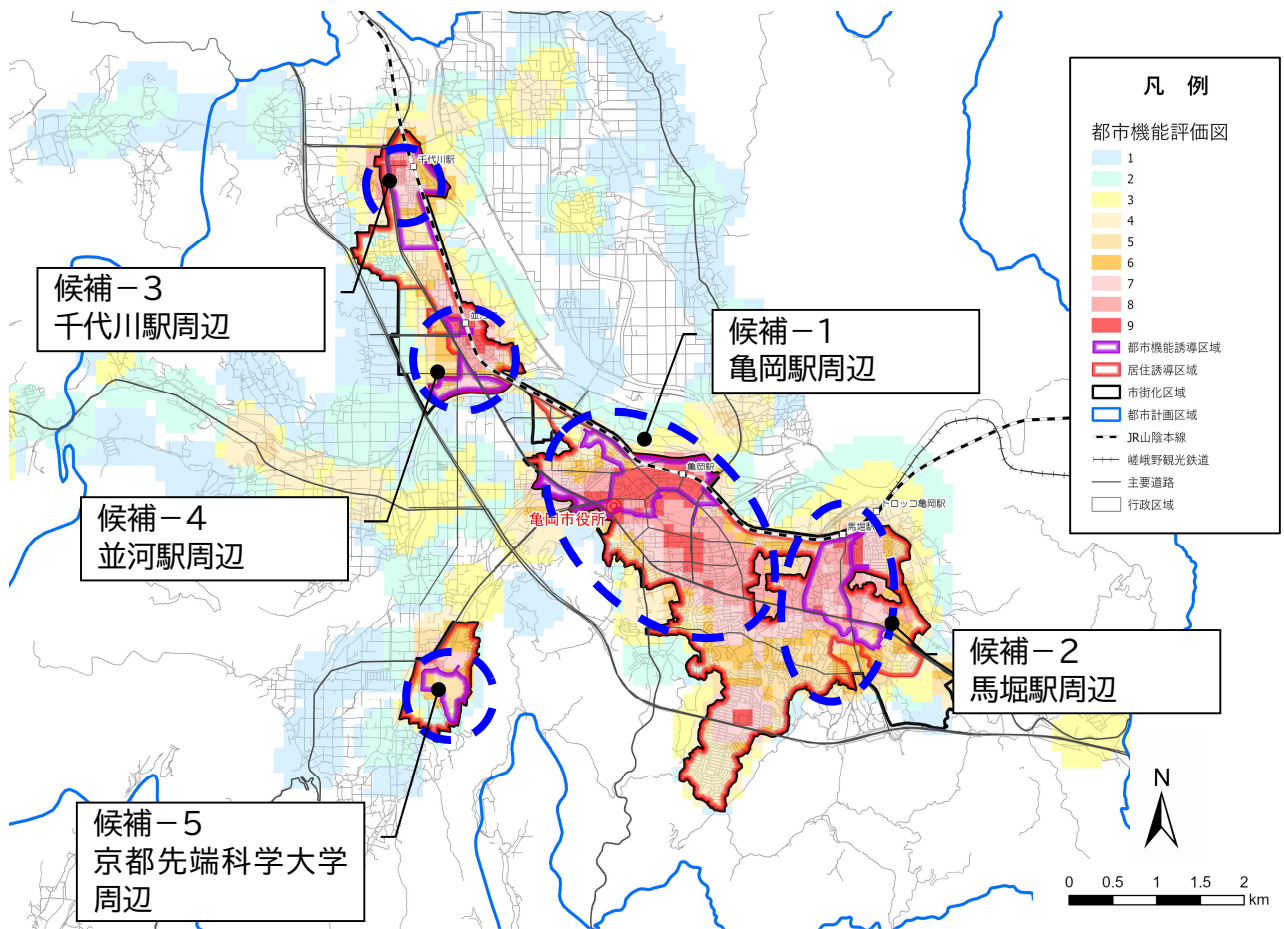 凡 例
都市機能評価図
1
2
3
4
5
6
7
8
9
都市機能誘導区域
居住誘導区域
市街化区域
都市計画区域
JR山陰本線
嵯峨野観光鉄道
主要道路
行政区域
千代川駅
候補－3
千代川駅周辺
候補－1
亀岡駅周辺
亀岡駅
候補－4
並河駅周辺
亀岡市役所
トロッコ亀岡駅
馬堀駅
候補－2
馬堀駅周辺
候補－5
京都先端科学大学
周辺
N
0 0.5 1 2
km